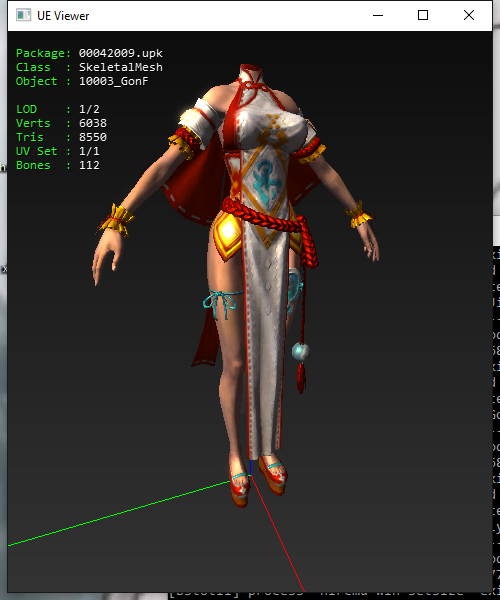 UE Viewer
Package: 00042009.upk
Class : SkeletalMesh
Object : 10003_GonF
LOD : 1/2
Verts : 6038
Tris : 8550
UV Set : 1/1
Bones : 112